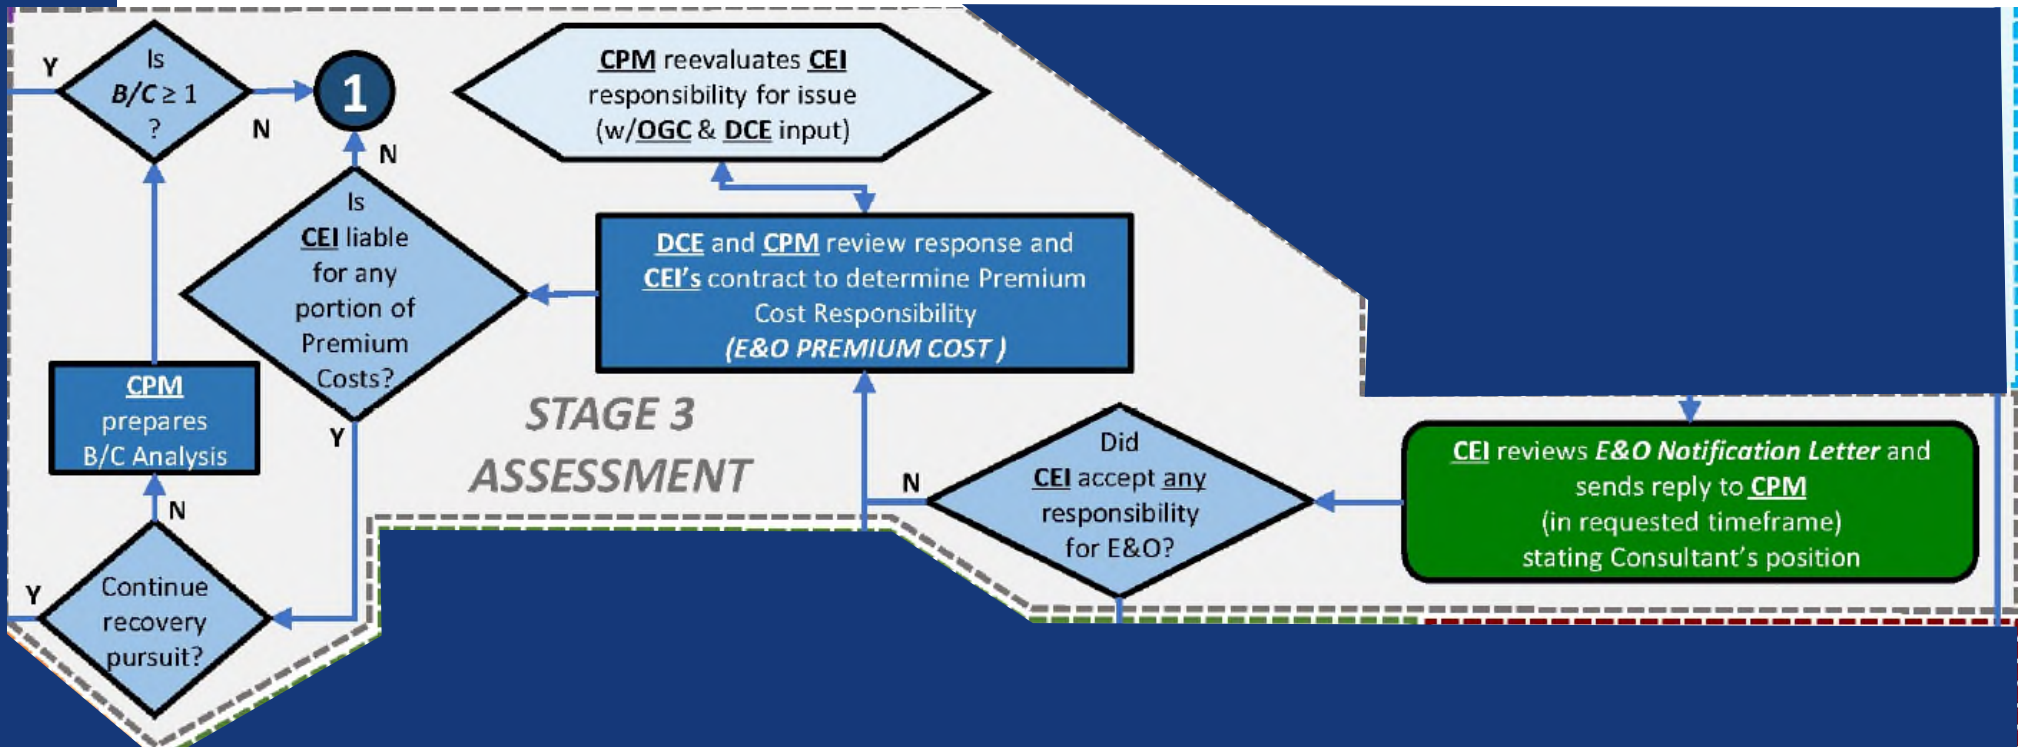 Y
Is
B/C ≥ 1
?
N
1
N
CPM reevaluates CEI
responsibility for issue
(w/OGC & DCE input)
Is
CEI liable
for any
portion of
Premium
Costs?
Y
DCE and CPM review response and
CEI's contract to determine Premium
Cost Responsibility
(E&O PREMIUM COST )
CPM
prepares
B/C Analysis
N
STAGE 3
ASSESSMENT
Did
CEI accept any
responsibility
for E&O?
N
CEI reviews E&O Notification Letter and
sends reply to CPM
(in requested timeframe)
stating Consultant's position
Y
Continue
recovery
pursuit?